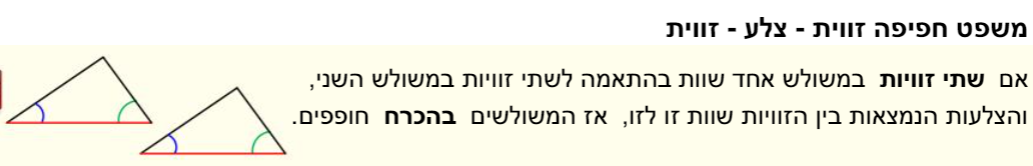 משפט חפיפה זווית - צלע - זווית
אם שתי זוויות במשולש אחד שוות בהתאמה לשתי זוויות במשולש השני,
והצלעות הנמצאות בין הזוויות שוות זו לזו, אז המשולשים בהכרח חופפים.